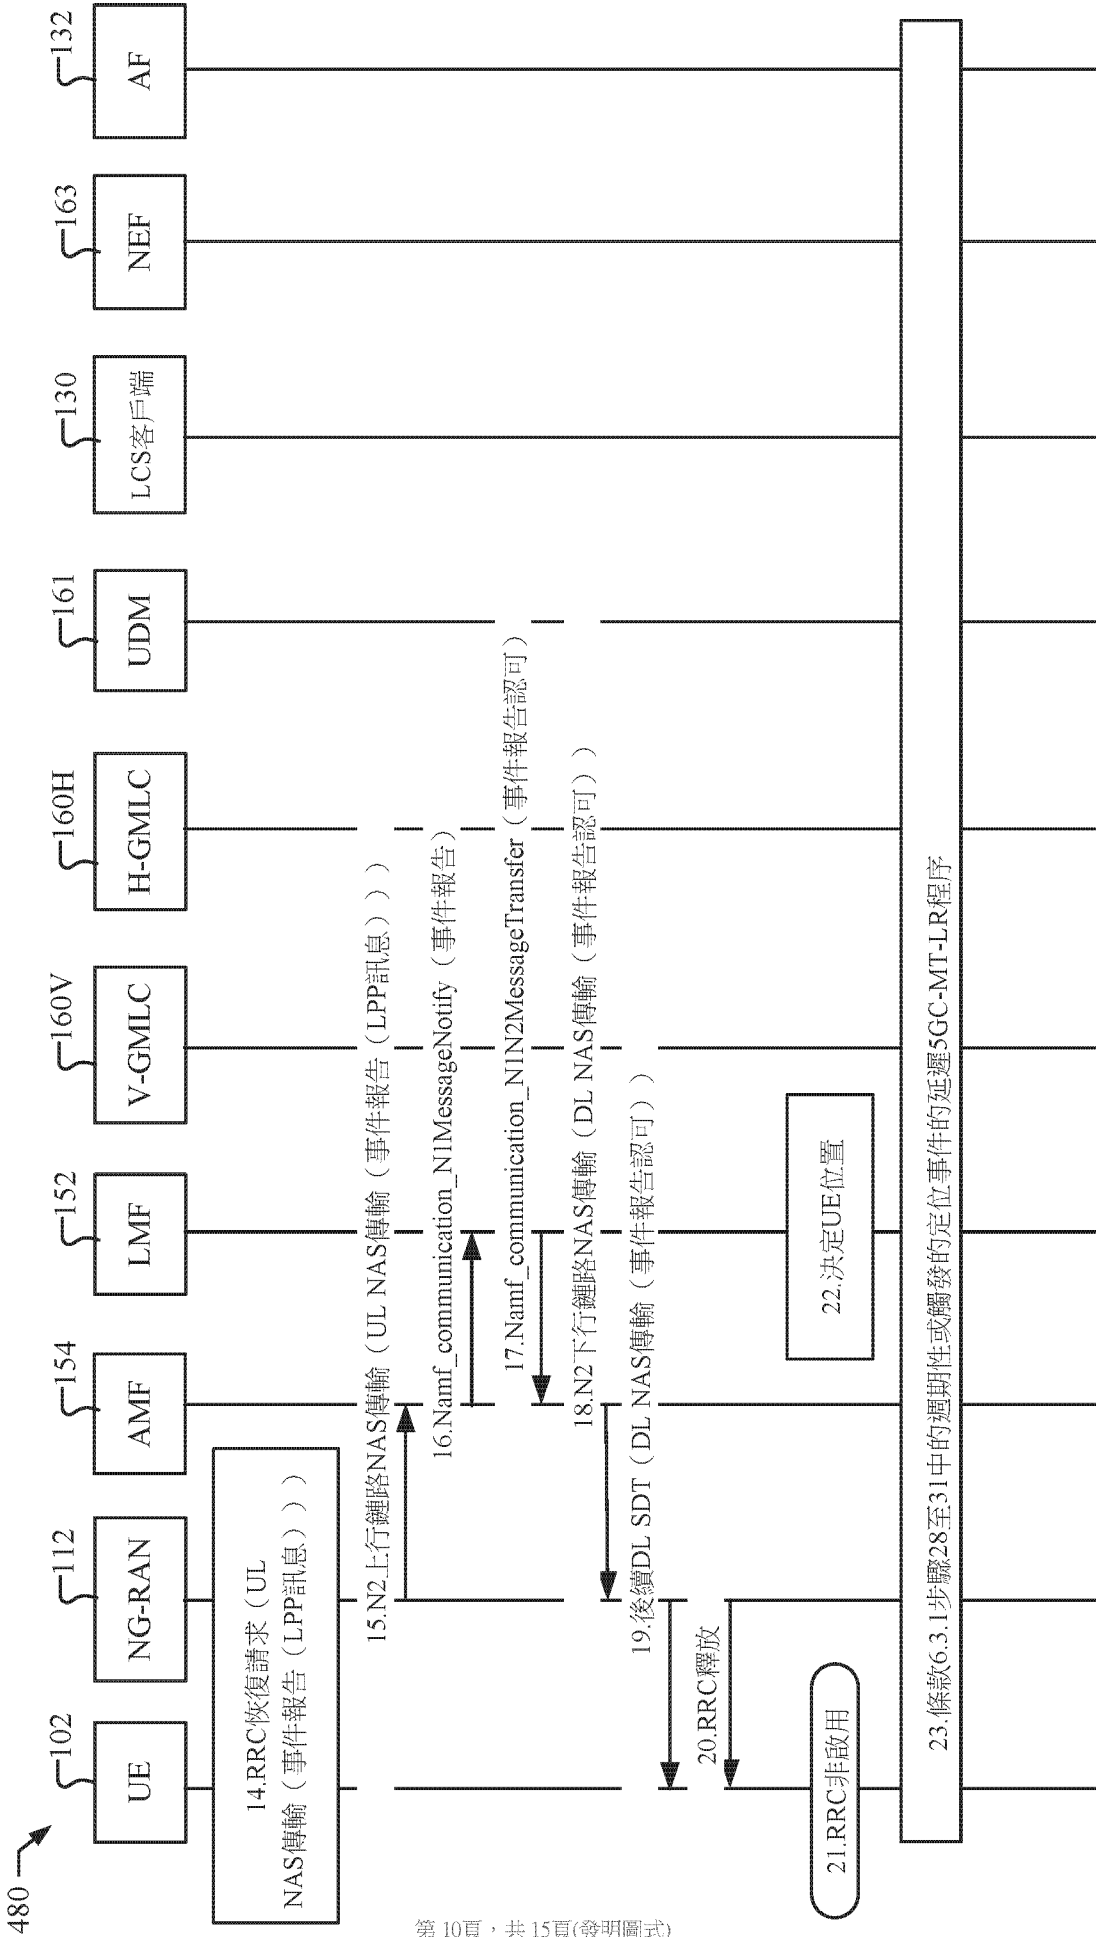 480
102
112
154
152
160V
160H
161
130
163
132
UE
NG-RAN
AMF
LMF
V-GMLC
H-GMLC
UDM
LCS客戶端
NEF
AF
14.RRC恢復請求（UL
NAS傳輸（事件報告（LPP訊息）））
15.N2上行鏈路NAS傳輸（UL NAS傳輸（事件報告（LPP訊息）））
16.Namf_communication_N1MessageNotify（事件報告）
17.Namf_communication_N1N2MessageTransfer（事件報告認可）
18.N2下行鏈路NAS傳輸（DL NAS傳輸（事件報告認可））
19.後續DL SDT（DL NAS傳輸（事件報告認可））
20.RRC釋放
21.RRC非啟用
22.決定UE位置
23.條款6.3.1步驟28至31中的週期性或觸發的定位事件的延遲5GC-MT-LR程序
第 10頁，共 15頁(發明圖式)